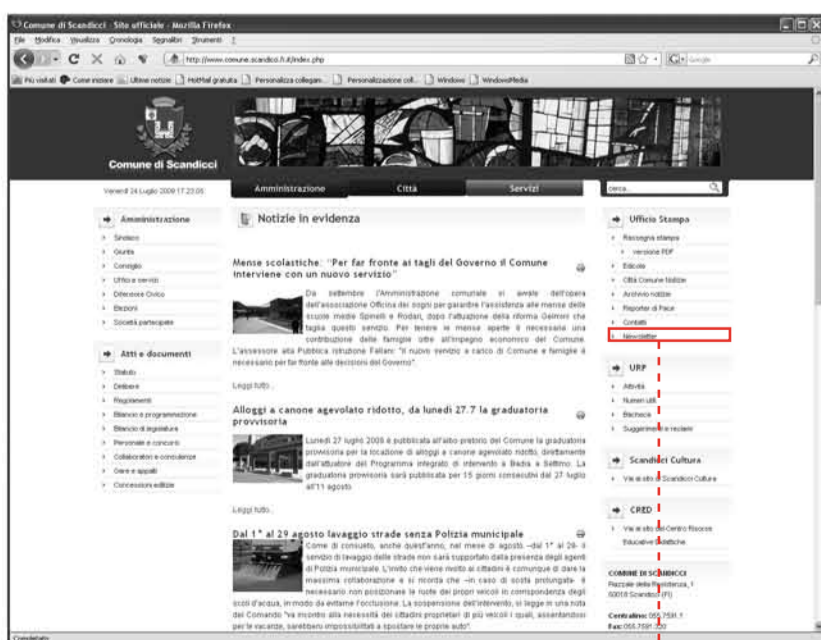 Comune di Scandicci - Sito ufficiale - Mozilla Firefox
File Modifica Visualizza Cronologia Segnalibri Strumenti ?
http://www.comune.scandicci.fi.it/index.php
Google
Più visitati Come iniziare Ultime notizie HotMail gratuita Personalizza collegam... Personalizzazione coll... Windows WindowsMedia
Comune di Scandicci
Venerdì 24 Luglio 2009 17:23:05
Amministrazione Città Servizi
cerca...
Amministrazione
Sindaco
Giunta
Consiglio
Uffici e servizi
Difensore Civico
Elezioni
Società partecipate
Atti e documenti
Statuto
Delibere
Regolamenti
Bilancio e programmazione
Bilancio di legislatura
Personale e concorsi
Collaboratori e consulenze
Gare e appalti
Concessioni edilizie
Notizie in evidenza
Mense scolastiche: "Per far fronte ai tagli del Governo il Comune
interviene con un nuovo servizio"
Da settembre l'Amministrazione comunale si avvale dell'opera
dell'associazione Officina dei sogni per garantire l'assistenza alle mense delle
scuole medie Spinelli e Rodari, dopo l'attuazione della riforma Gelmini che
taglia questo servizio. Per tenere le mense aperte è necessaria una
contribuzione delle famiglie oltre all'impegno economico del Comune.
L'assessore alla Pubblica istruzione Fallani: "Il nuovo servizio a carico di Comune e famiglie è
necessario per far fronte alle decisioni del Governo".
Leggi tutto...
Alloggi a canone agevolato ridotto, da lunedì 27.7 la graduatoria
provvisoria
Lunedì 27 luglio 2009 è pubblicata all'albo pretorio del Comune la graduatoria
provvisoria per la locazione di alloggi a canone agevolato ridotto, direttamente
dall'attuatore del Programma integrato di intervento a Badia a Settimo. La
graduatoria provvisoria sarà pubblicata per 15 giorni consecutivi dal 27 luglio
all'11 agosto.
Leggi tutto...
Dal 1° al 29 agosto lavaggio strade senza Polizia municipale
Come di consueto, anche quest'anno, nel mese di agosto –dal 1° al 29- il
servizio di lavaggio delle strade non sarà supportato dalla presenza degli agenti
di Polizia municipale. L'invito che viene rivolto ai cittadini è comunque di dare la
massima collaborazione e si ricorda che –in caso di sosta prolungata- è
necessario non posizionare le ruote dei propri veicoli in corrispondenza degli
scoli d'acqua, in modo da evitarne l'occlusione. La sospensione dell'intervento, si legge in una nota
del Comando "va incontro alla necessità dei cittadini proprietari di più veicoli i quali, assentandosi
per le vacanze, sarebbero impossibilitati a spostare le proprie auto".
Ufficio Stampa
Rassegna stampa
versione PDF
Edicola
Città Comune Notizie
Archivio notizie
Reporter di Pace
Contatti
Newsletter
URP
Attività
Numeri utili
Bacheca
Suggerimenti e reclami
Scandicci Cultura
Vai al sito di Scandicci Cultura
CRED
Vai al sito del Centro Risorse
Educative Didattiche
COMUNE DI SCANDICCI
Piazzale della Resistenza, 1
50018 Scandicci (FI)
Centralino: 055.7591.1
Fax: 055.7591.320
Completato